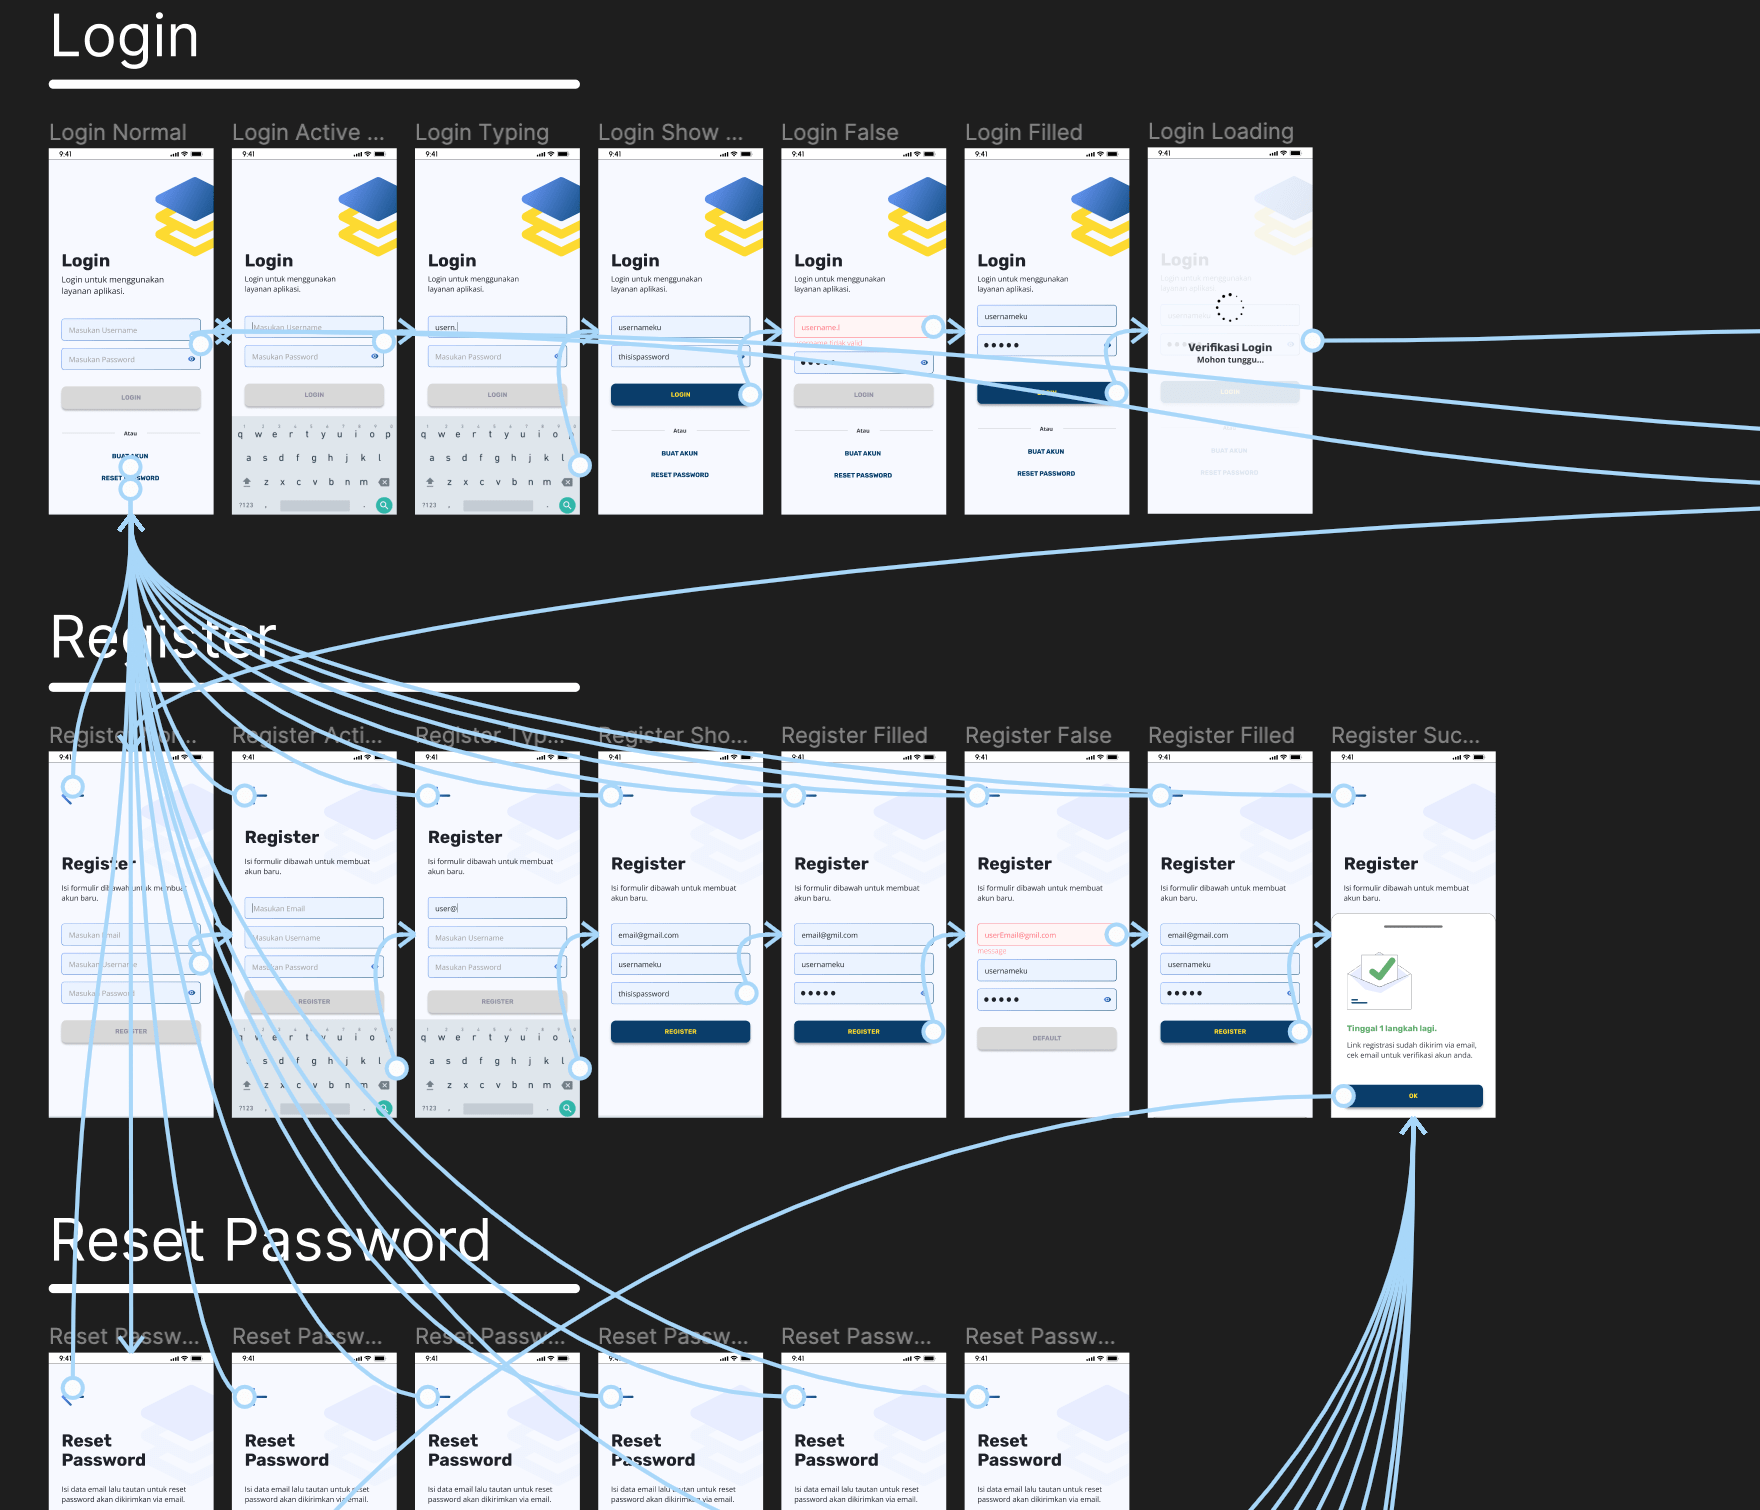 Login
Login Normal
Login Active ...
Login Typing
Login Show ...
Login False
Login Filled
Login Loading
9:41
9:41
9:41
9:41
9:41
9:41
9:41
Login
Login untuk menggunakan
layanan aplikasi.
Masukan Username
Masukan Password
LOGIN
Atau
BUAT AKUN
RESET PASSWORD
Login
Login untuk menggunakan
layanan aplikasi.
Masukan Username
Masukan Password
LOGIN
q w e r t y u i o p
a s d f g h j k l
z x c v b n m
?123 , .
Login
Login untuk menggunakan
layanan aplikasi.
usern.
Masukan Password
LOGIN
q w e r t y u i o p
a s d f g h j k l
z x c v b n m
?123 , .
Login
Login untuk menggunakan
layanan aplikasi.
usernameku
thisispassword
LOGIN
Atau
BUAT AKUN
RESET PASSWORD
Login
Login untuk menggunakan
layanan aplikasi.
username.l
username tidak valid
LOGIN
Atau
BUAT AKUN
RESET PASSWORD
Login
Login untuk menggunakan
layanan aplikasi.
usernameku
LOGIN
Atau
BUAT AKUN
RESET PASSWORD
Login
Login untuk menggunakan
layanan aplikasi.
usernameku
Verifikasi Login
Mohon tunggu...
LOGIN
Atau
BUAT AKUN
RESET PASSWORD
Register
Register Nor...
Register Acti...
Register Typ...
Register Sho...
Register Filled
Register False
Register Filled
Register Suc...
9:41
9:41
9:41
9:41
9:41
9:41
9:41
9:41
Register
Isi formulir dibawah untuk membuat
akun baru.
Masukan Email
Masukan Username
Masukan Password
REGISTER
Register
Isi formulir dibawah untuk membuat
akun baru.
Masukan Email
Masukan Username
Masukan Password
REGISTER
q w e r t y u i o p
a s d f g h j k l
z x c v b n m
?123 , .
Register
Isi formulir dibawah untuk membuat
akun baru.
user@
Masukan Username
Masukan Password
REGISTER
q w e r t y u i o p
a s d f g h j k l
z x c v b n m
?123 , .
Register
Isi formulir dibawah untuk membuat
akun baru.
email@gmail.com
usernameku
thisispassword
REGISTER
Register
Isi formulir dibawah untuk membuat
akun baru.
email@gmil.com
usernameku
REGISTER
Register
Isi formulir dibawah untuk membuat
akun baru.
userEmail@gmil.com
message
usernameku
DEFAULT
Register
Isi formulir dibawah untuk membuat
akun baru.
email@gmil.com
usernameku
REGISTER
Register
Isi formulir dibawah untuk membuat
akun baru.
Tinggal 1 langkah lagi.
Link registrasi sudah dikirim via email,
cek email untuk verifikasi akun anda.
OK
Reset Password
Reset Passw...
Reset Passw...
Reset Passw...
Reset Passw...
Reset Passw...
Reset Passw...
9:41
9:41
9:41
9:41
9:41
9:41
Reset
Password
Isi data email lalu tautan untuk reset
password akan dikirimkan via email.
Reset
Password
Isi data email lalu tautan untuk reset
password akan dikirimkan via email.
Reset
Password
Isi data email lalu tautan untuk reset
password akan dikirimkan via email.
Reset
Password
Isi data email lalu tautan untuk reset
password akan dikirimkan via email.
Reset
Password
Isi data email lalu tautan untuk reset
password akan dikirimkan via email.
Reset
Password
Isi data email lalu tautan untuk reset
password akan dikirimkan via email.